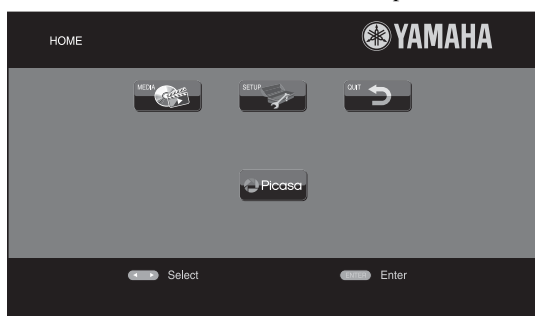 HOME
YAMAHA
MEDIA
SETUP
QUIT
Picasa
Select
ENTER Enter